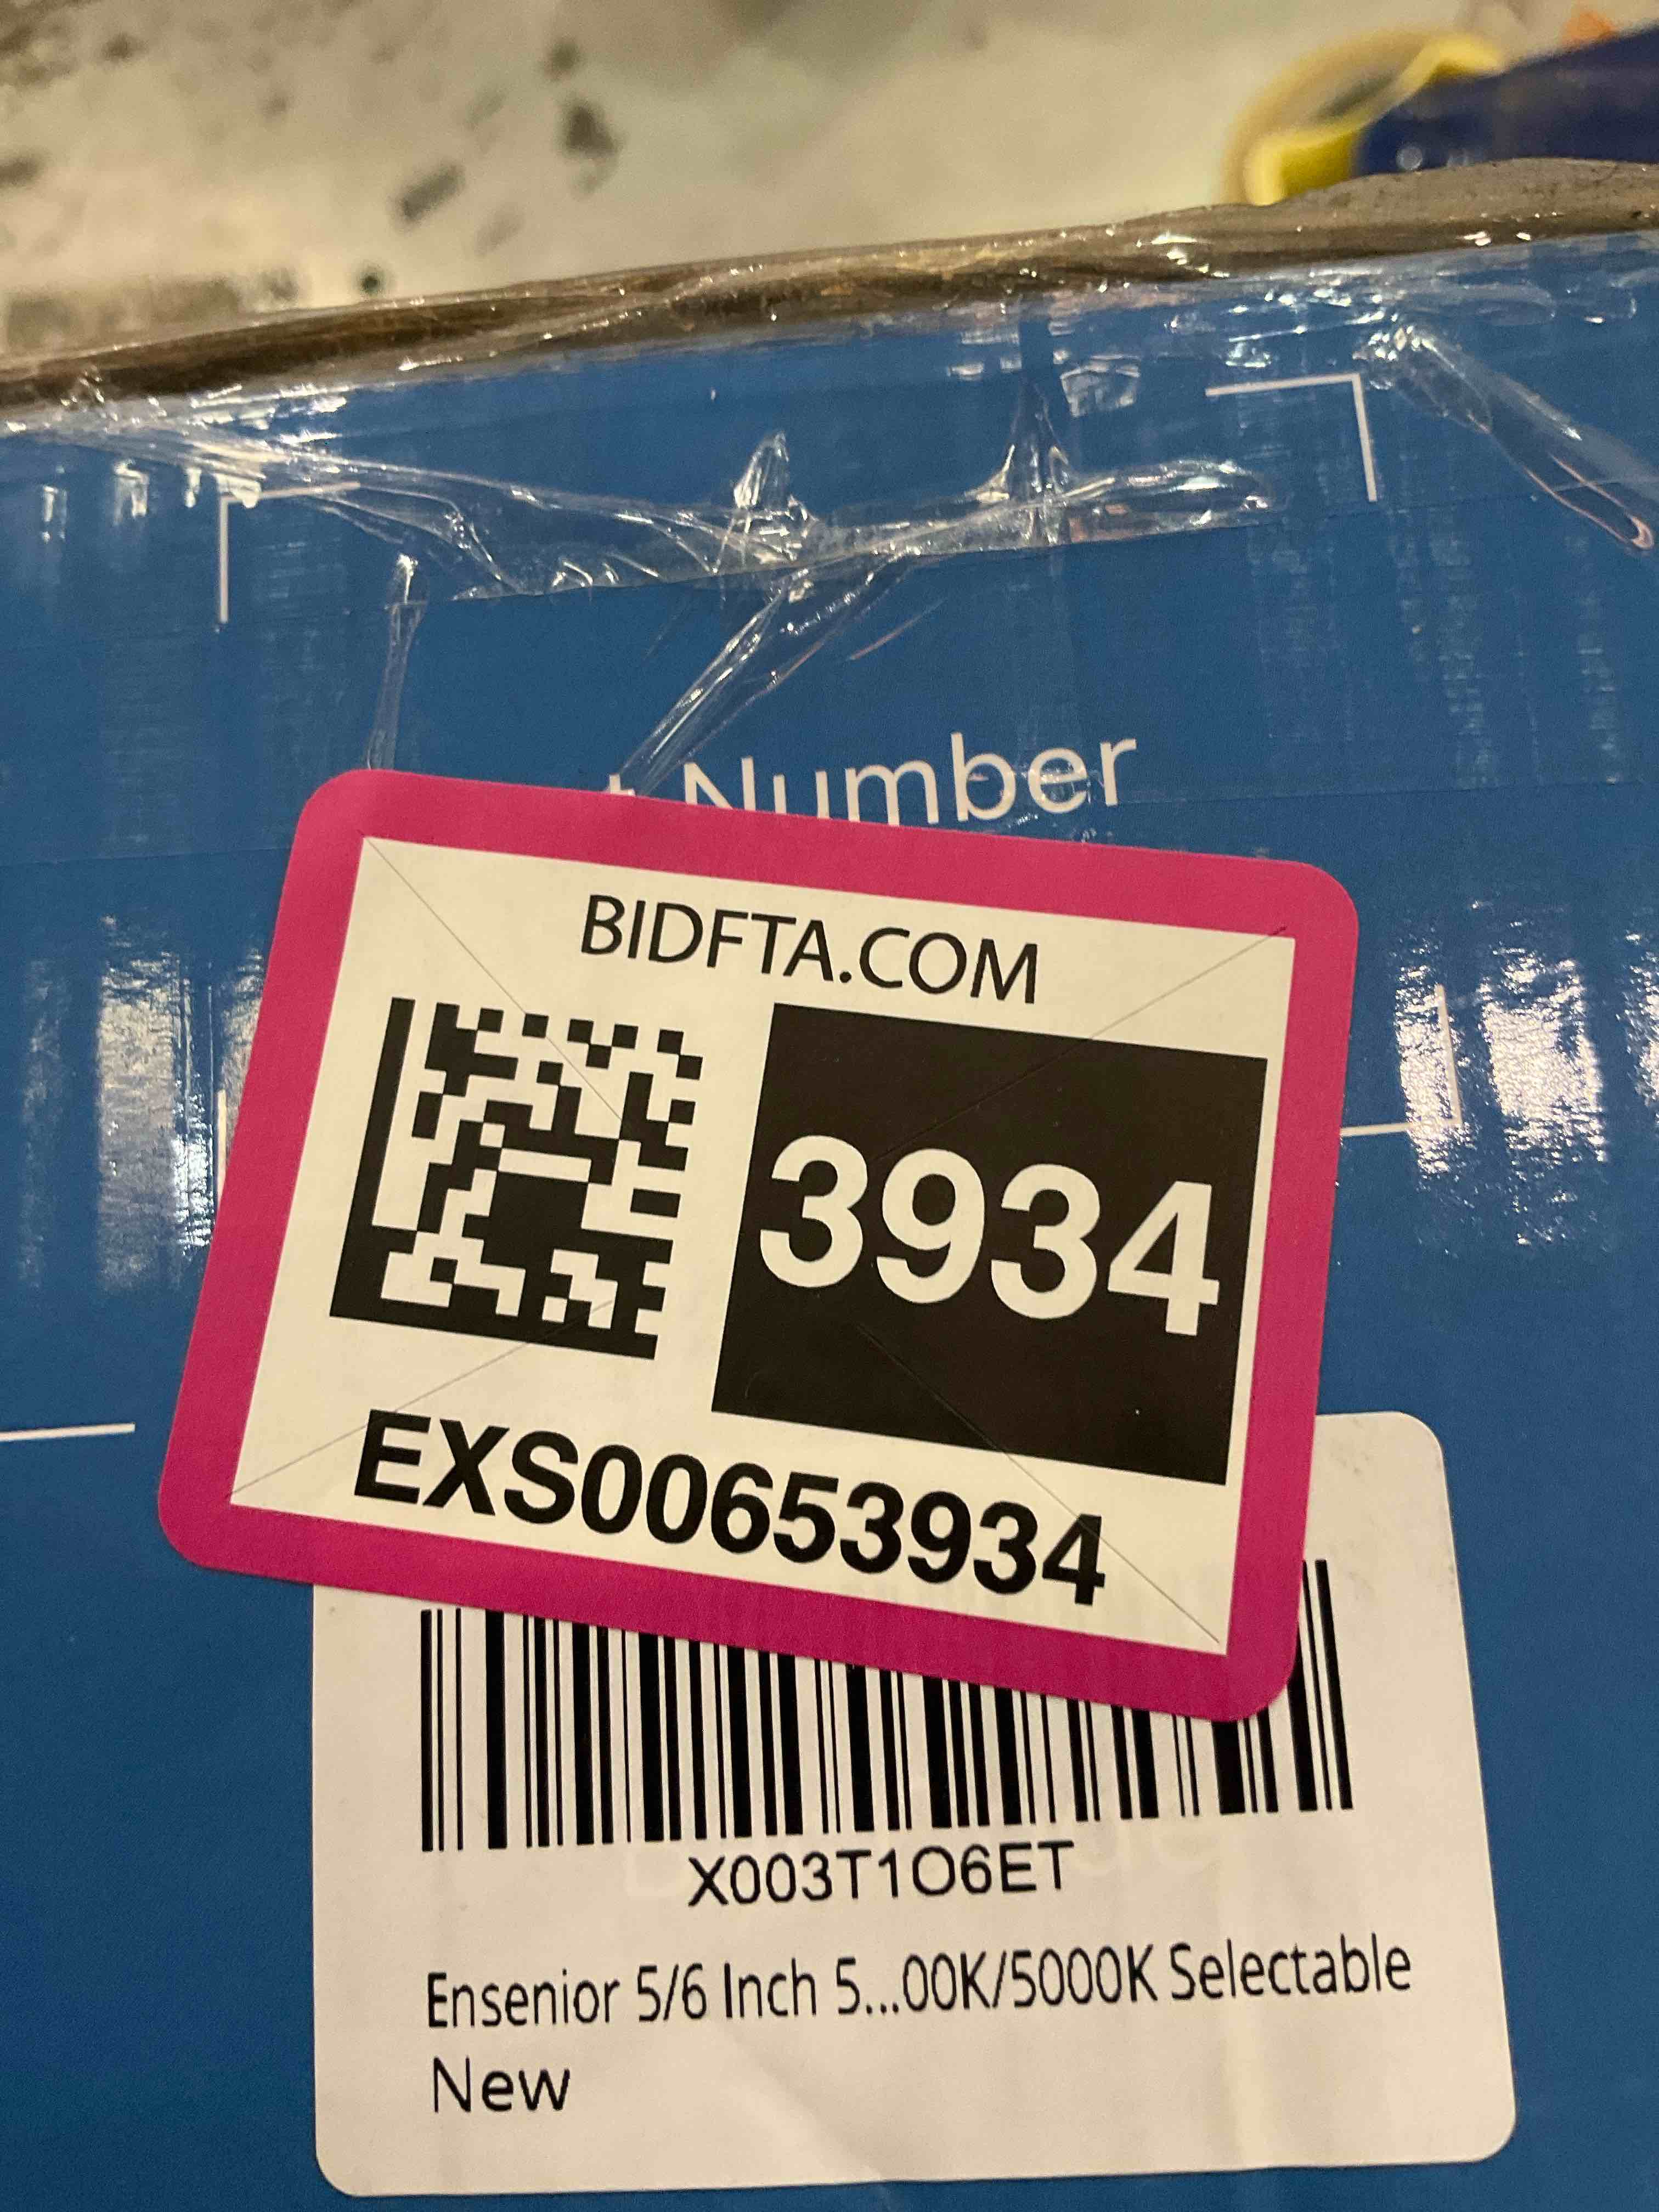 Number
BIDFTA.COM
3934
EXS00653934
X003T1O6ET
Ensenior 5/6 Inch 5...00K/5000K Selectable
New